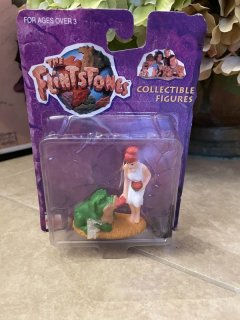 FOR AGES OVER 3
THE
FLINTSTONES
COLLECTIBLE
FIGURES